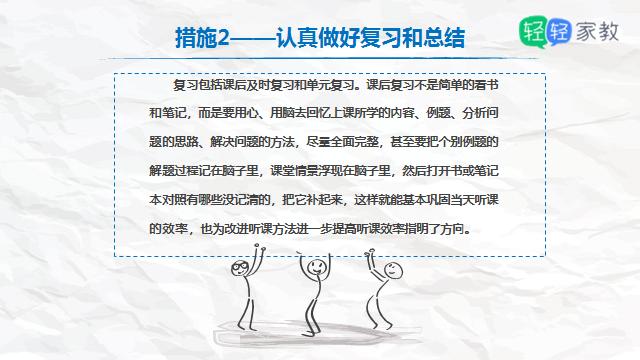 措施2——认真做好复习和总结
轻轻家教
复习包括课后及时复习和单元复习。课后复习不是简单的看书
和笔记，而是要用心、用脑去回忆上课所学的内容、例题、分析问
题的思路、解决问题的方法，尽量全面完整，甚至要把个别例题的
解题过程记在脑子里，课堂情景浮现在脑子里，然后打开书或笔记
本对照有哪些没记清的，把它补起来，这样就能基本巩固当天听课
的效率，也为改进听课方法进一步提高听课效率指明了方向。